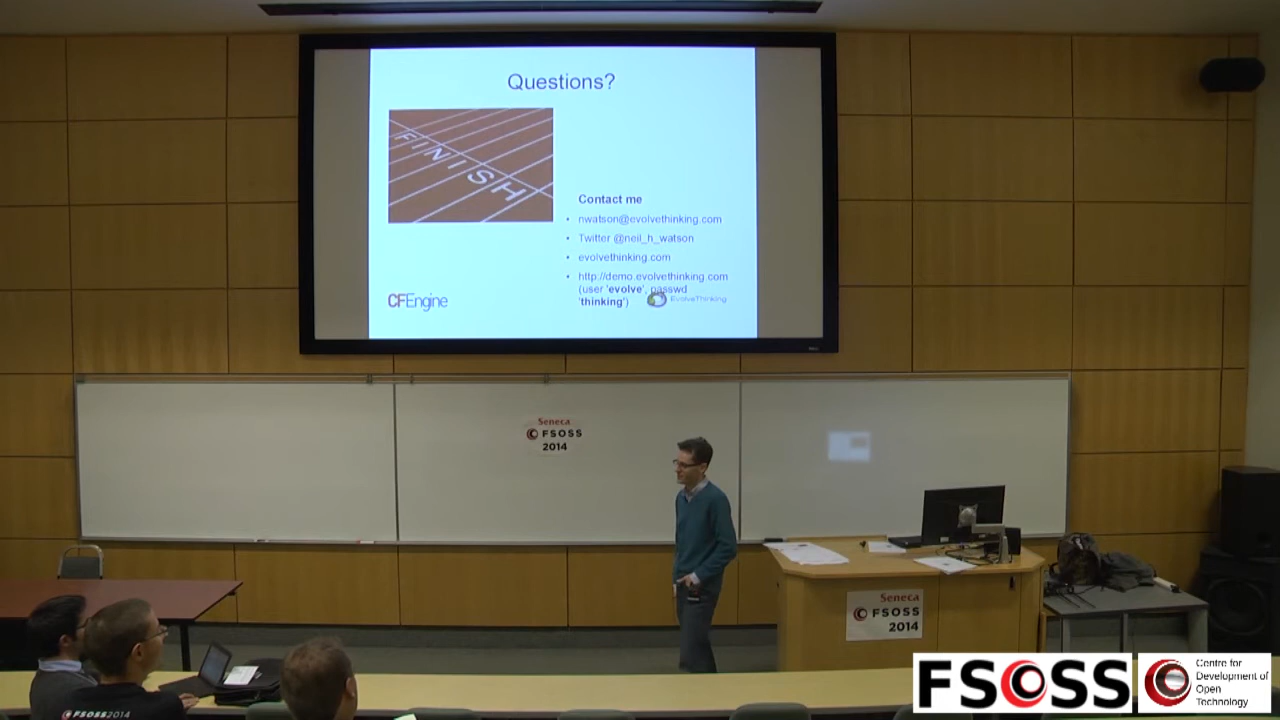 Questions?
FINISH
Contact me
• nwatson@evolvethinking.com
• Twitter @neil_h_watson
• evolvethinking.com
• http://demo.evolvethinking.com
(user 'evolve', passwd
'thinking')
CFEngine
EvolveThinking
Seneca
FSOSS
2014
Seneca
FSOSS
2014
FSOSS2014
FSOSS
Centre for
Development of
Open
Technology